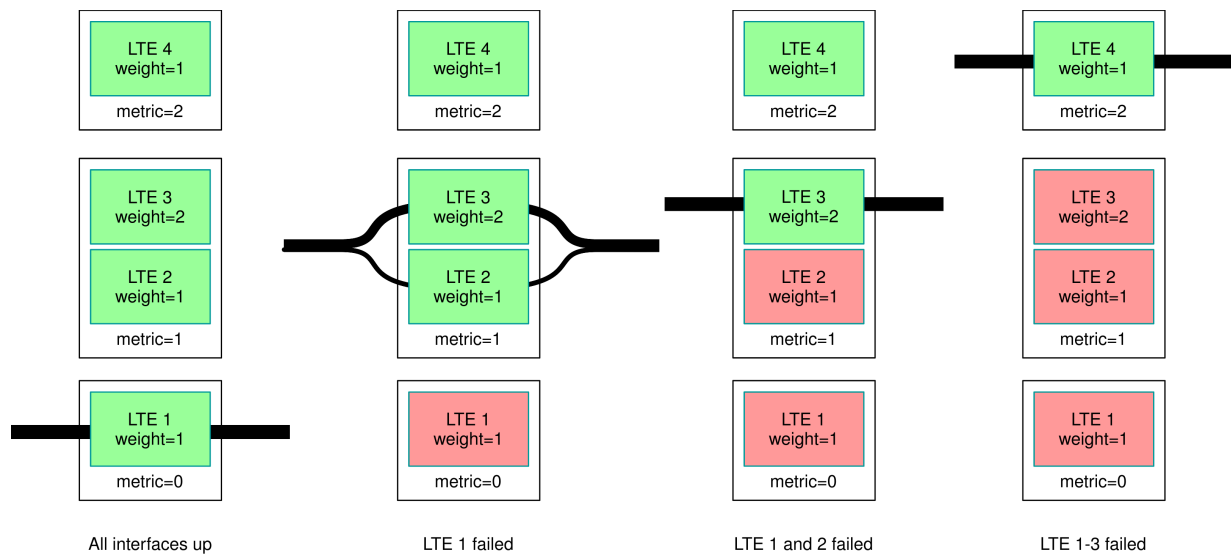 LTE 4
weight=1
metric=2
LTE 3
weight=2
LTE 2
weight=1
metric=1
LTE 1
weight=1
metric=0
All interfaces up
LTE 4
weight=1
metric=2
LTE 3
weight=2
LTE 2
weight=1
metric=1
LTE 1
weight=1
metric=0
LTE 1 failed
LTE 4
weight=1
metric=2
LTE 3
weight=2
LTE 2
weight=1
metric=1
LTE 1
weight=1
metric=0
LTE 1 and 2 failed
LTE 4
weight=1
metric=2
LTE 3
weight=2
LTE 2
weight=1
metric=1
LTE 1
weight=1
metric=0
LTE 1-3 failed